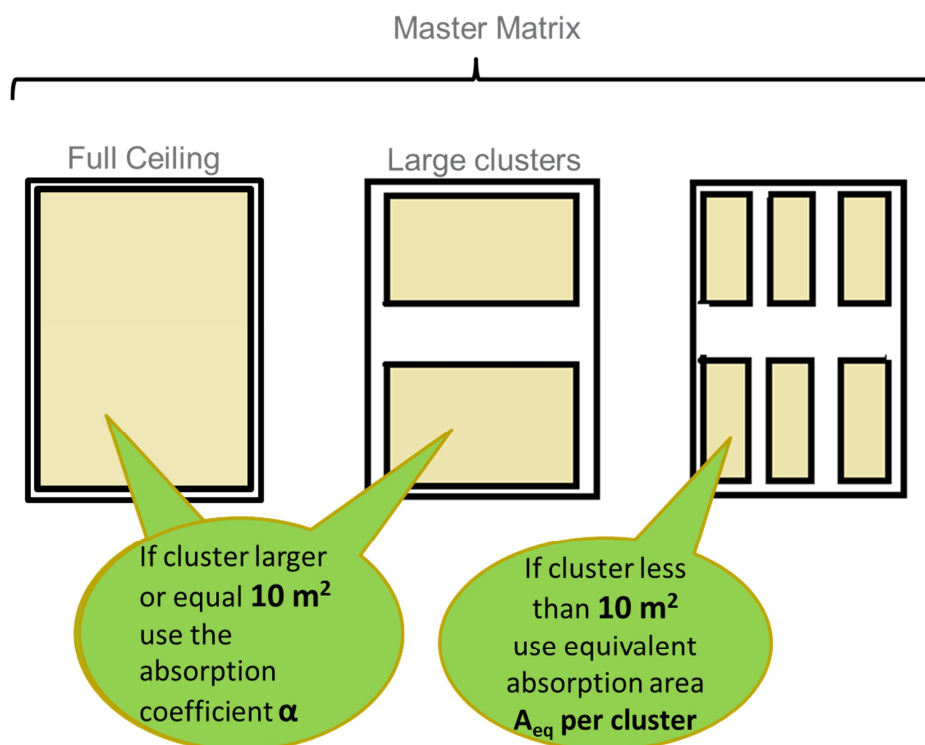 Master Matrix
Full Ceiling
Large clusters
If cluster larger
or equal 10 m²
use the
absorption
coefficient α
If cluster less
than 10 m²
use equivalent
absorption area
Aeq per cluster